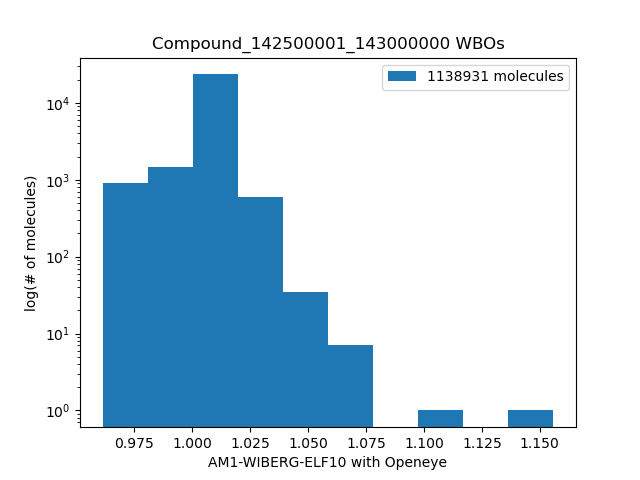 Compound_142500001_143000000 WBOs
1138931 molecules
log(# of molecules)
10⁴
10³
10²
10¹
10⁰
0.975 1.000 1.025 1.050 1.075 1.100 1.125 1.150
AM1-WIBERG-ELF10 with Openeye